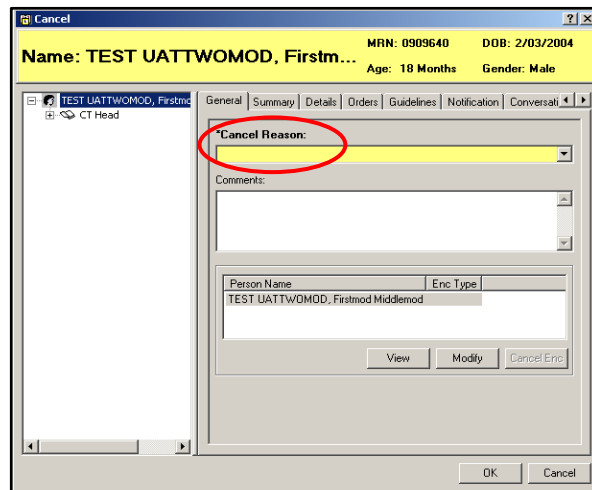 Cancel
Name: TEST UATTWOMOD, Firstm...
MRN: 0909640 DOB: 2/03/2004
Age: 18 Months Gender: Male
TEST UATTWOMOD, Firstmo
CT Head
General Summary Details Orders Guidelines Notification Conversati
*Cancel Reason:
Comments:
Person Name Enc Type
TEST UATTWOMOD, Firstmod Middlemod
View Modify Cancel Enc
OK Cancel